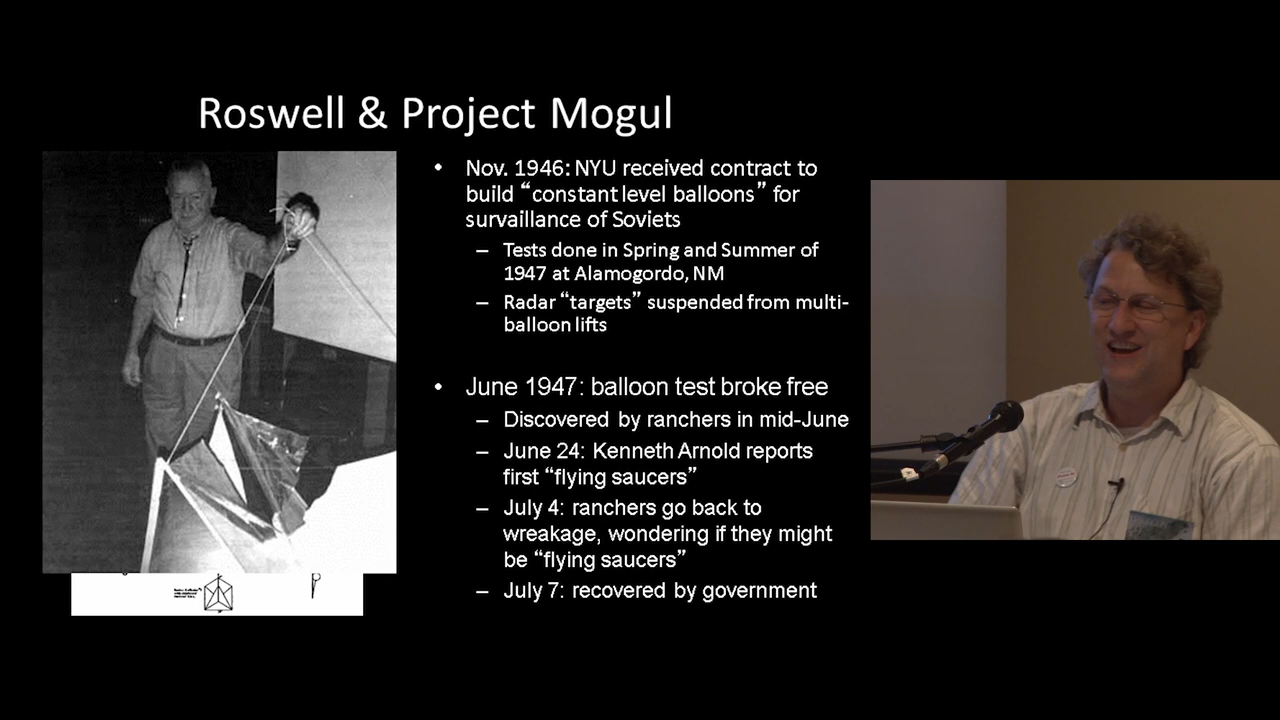 Roswell & Project Mogul
• Nov. 1946: NYU received contract to
build “constant level balloons” for
survaillance of Soviets
– Tests done in Spring and Summer of
1947 at Alamogordo, NM
– Radar “targets” suspended from multi-
balloon lifts
• June 1947: balloon test broke free
– Discovered by ranchers in mid-June
– June 24: Kenneth Arnold reports
first “flying saucers”
– July 4: ranchers go back to
wreakage, wondering if they might
be “flying saucers”
– July 7: recovered by government